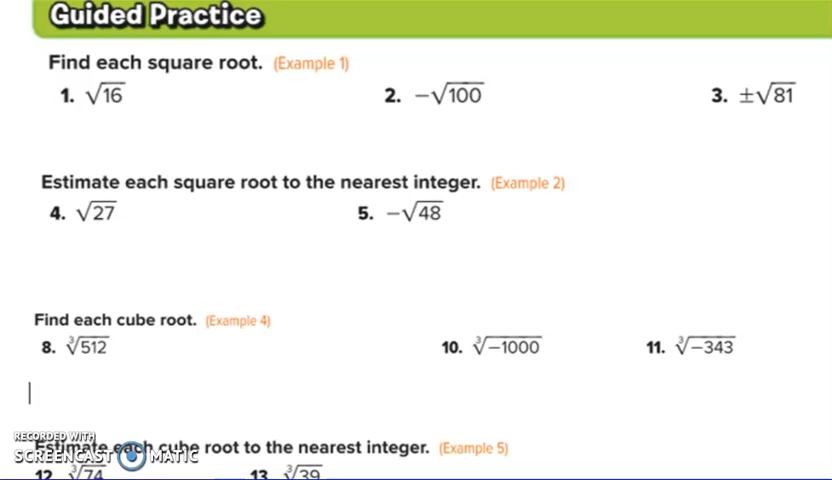 Guided Practice
Find each square root. (Example 1)
1. √16 2. −√100 3. ±√81
Estimate each square root to the nearest integer. (Example 2)
4. √27 5. −√48
Find each cube root. (Example 4)
8. ∛512 10. ∛−1000 11. ∛−343
RECORDED WITH
Estimate each cube root to the nearest integer. (Example 5)
SCREENCAST MATIC
12. ∛74 13. ∛39